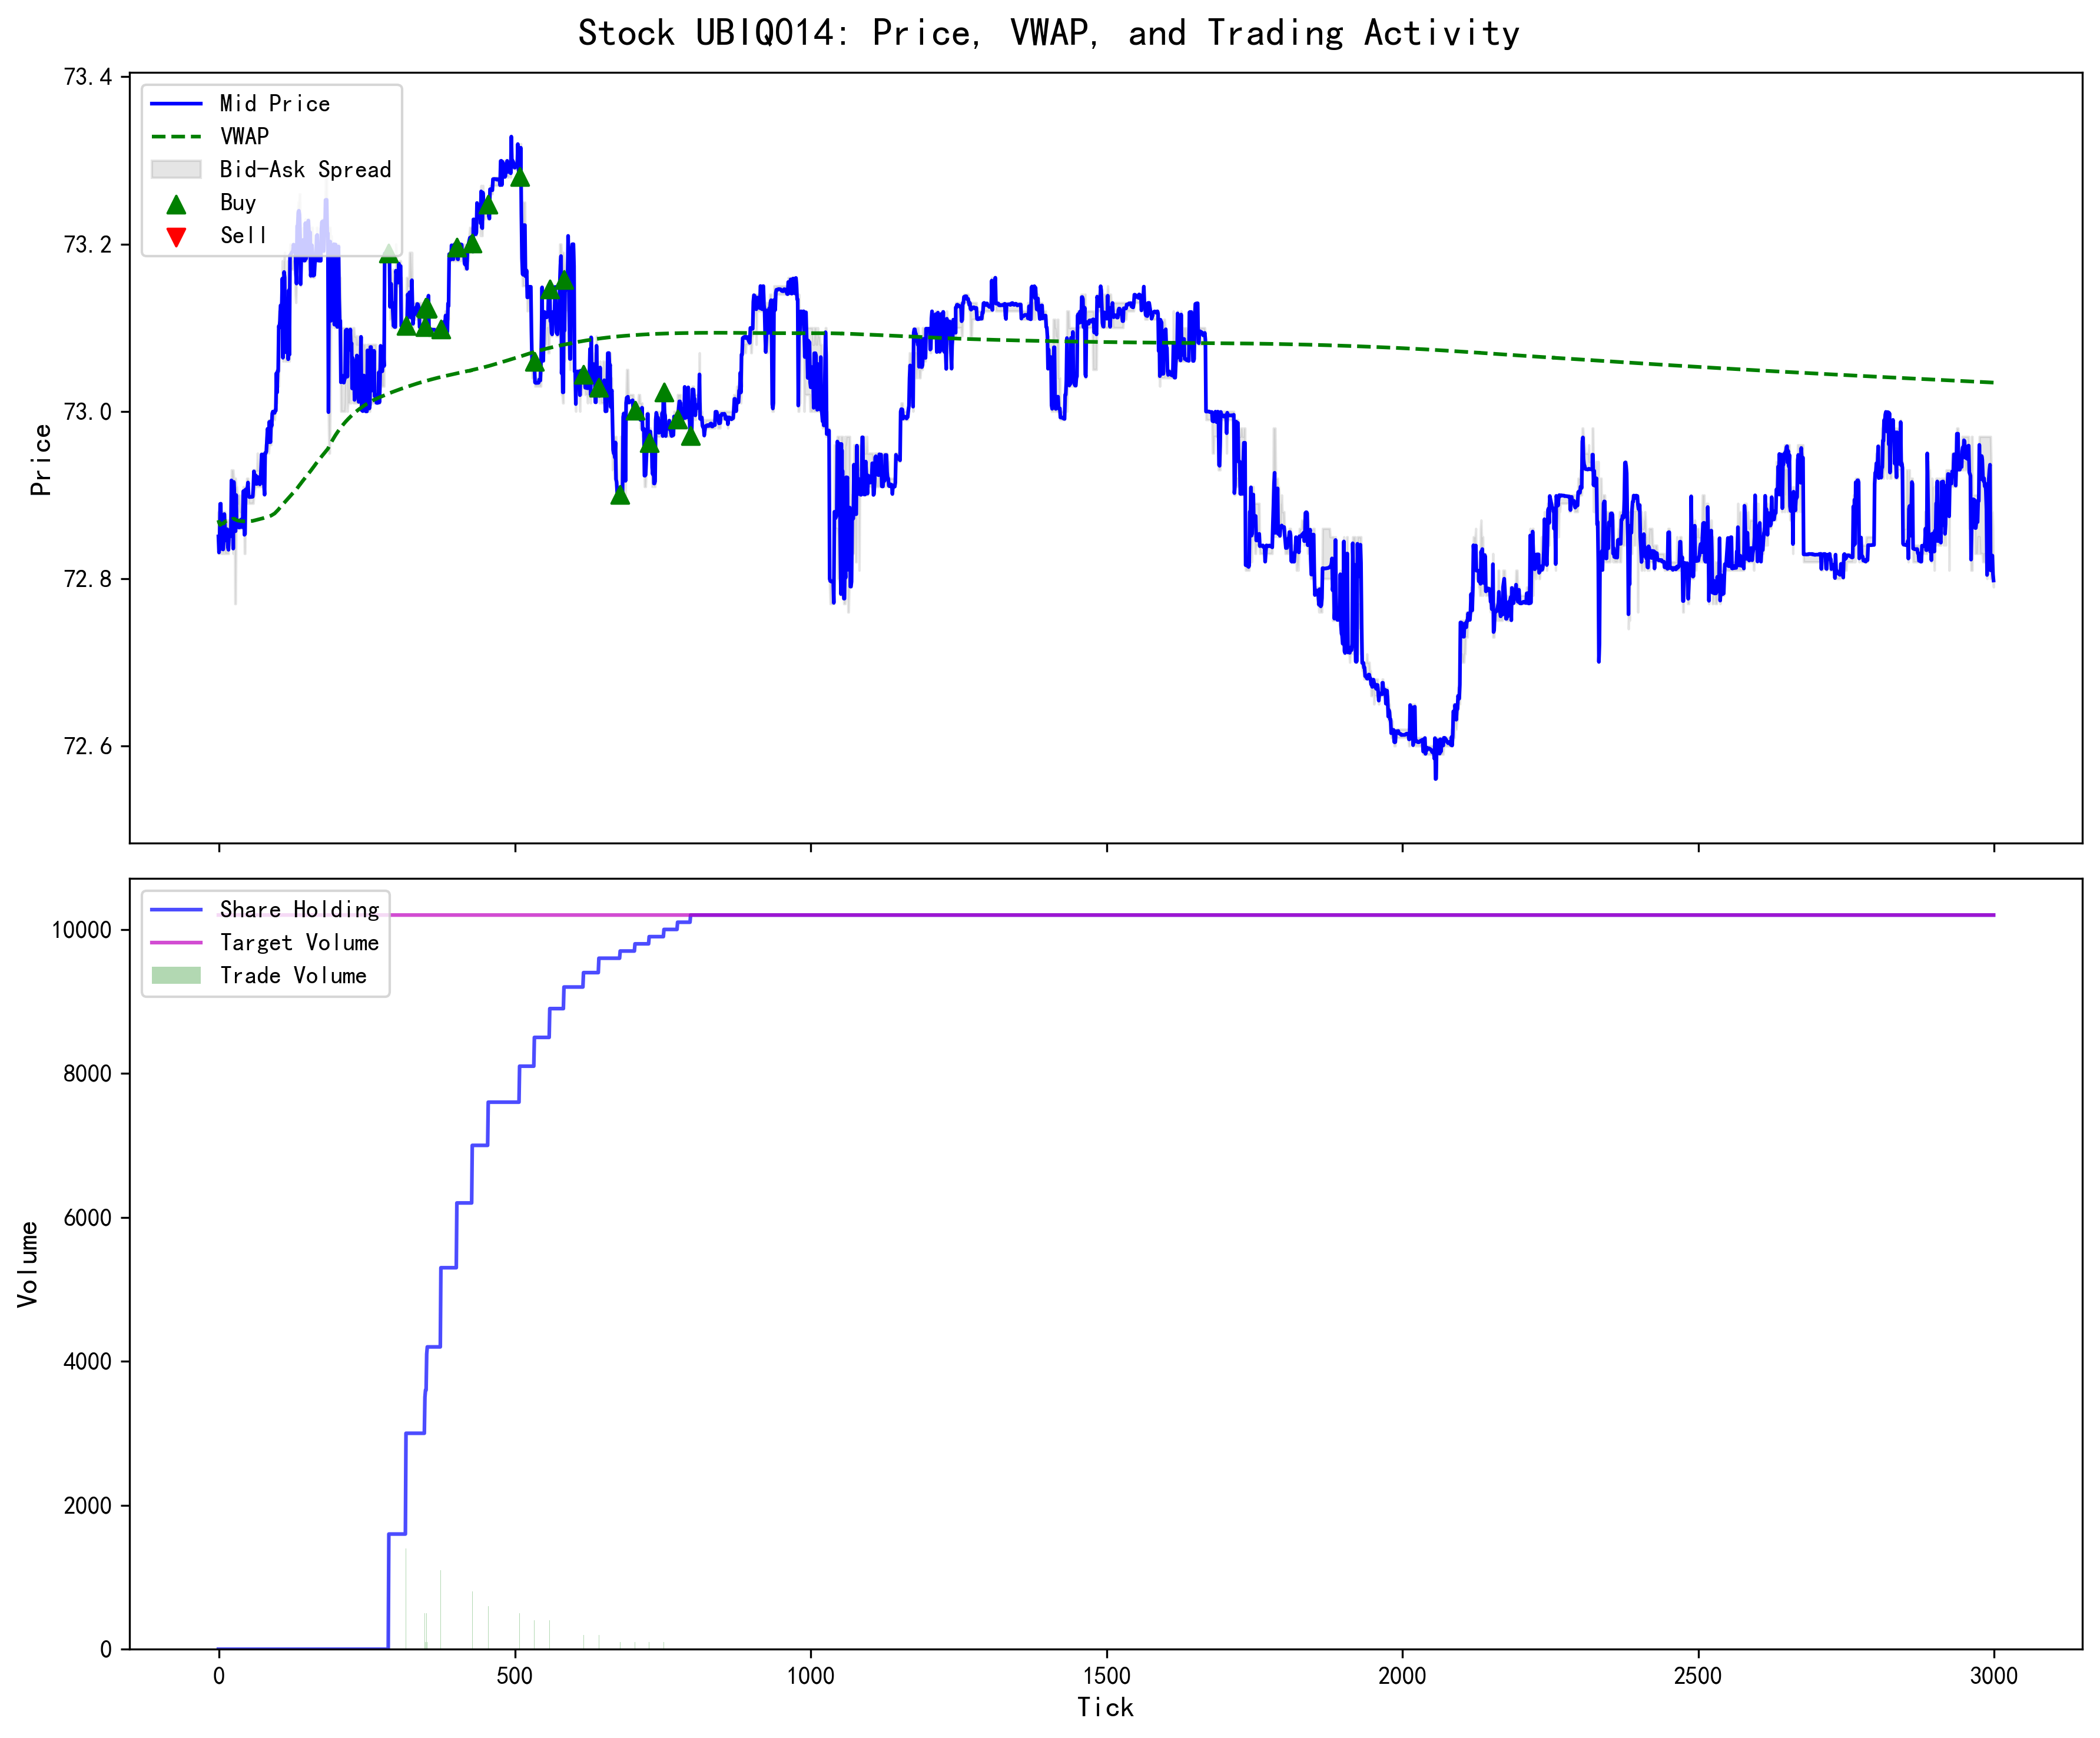 Stock UBIQ014: Price, VWAP, and Trading Activity
Mid Price
VWAP
Bid-Ask Spread
Buy
Sell
73.4
73.2
73.0
72.8
72.6
Price
Share Holding
Target Volume
Trade Volume
10000
8000
6000
4000
2000
0
Volume
0
500
1000
1500
2000
2500
3000
Tick